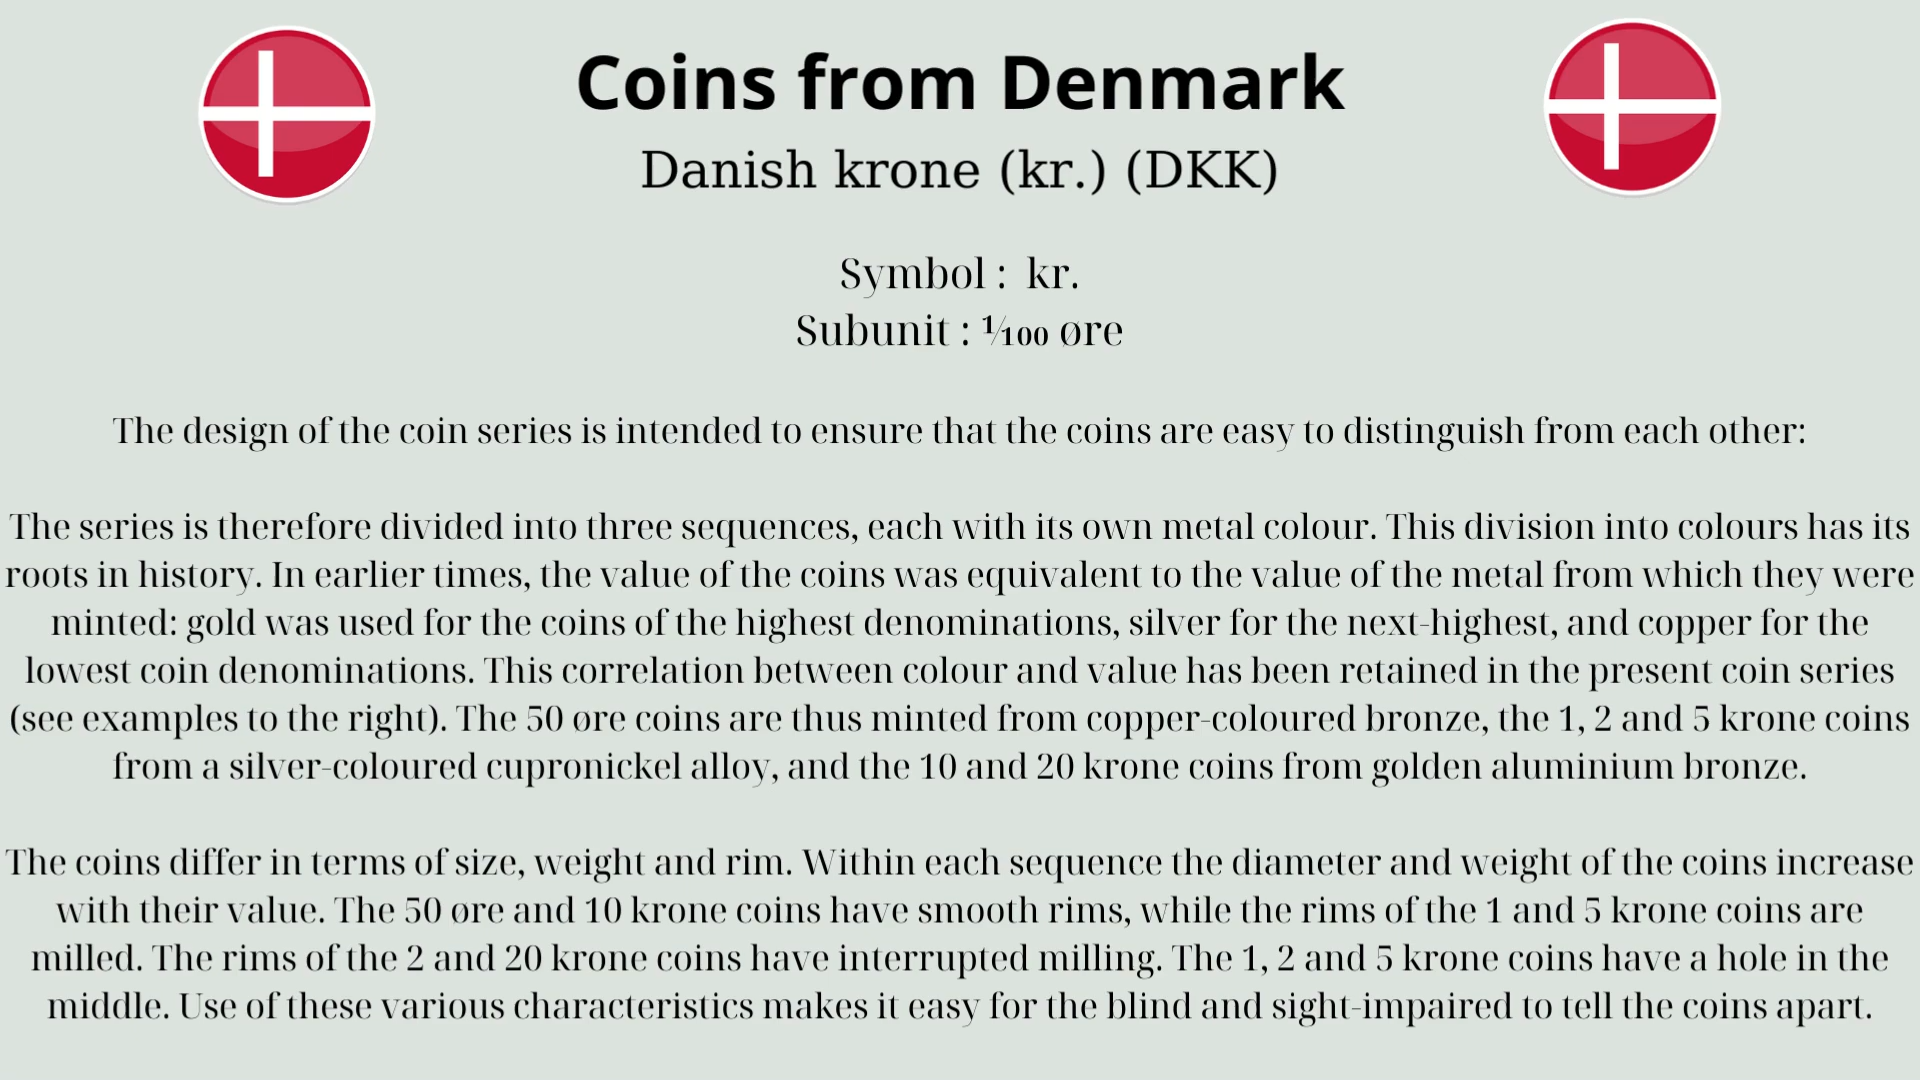 Coins from Denmark
Danish krone (kr.) (DKK)
Symbol : kr.
Subunit : 1⁄100 øre
The design of the coin series is intended to ensure that the coins are easy to distinguish from each other:
The series is therefore divided into three sequences, each with its own metal colour. This division into colours has its
roots in history. In earlier times, the value of the coins was equivalent to the value of the metal from which they were
minted: gold was used for the coins of the highest denominations, silver for the next-highest, and copper for the
lowest coin denominations. This correlation between colour and value has been retained in the present coin series
(see examples to the right). The 50 øre coins are thus minted from copper-coloured bronze, the 1, 2 and 5 krone coins
from a silver-coloured cupronickel alloy, and the 10 and 20 krone coins from golden aluminium bronze.
The coins differ in terms of size, weight and rim. Within each sequence the diameter and weight of the coins increase
with their value. The 50 øre and 10 krone coins have smooth rims, while the rims of the 1 and 5 krone coins are
milled. The rims of the 2 and 20 krone coins have interrupted milling. The 1, 2 and 5 krone coins have a hole in the
middle. Use of these various characteristics makes it easy for the blind and sight-impaired to tell the coins apart.